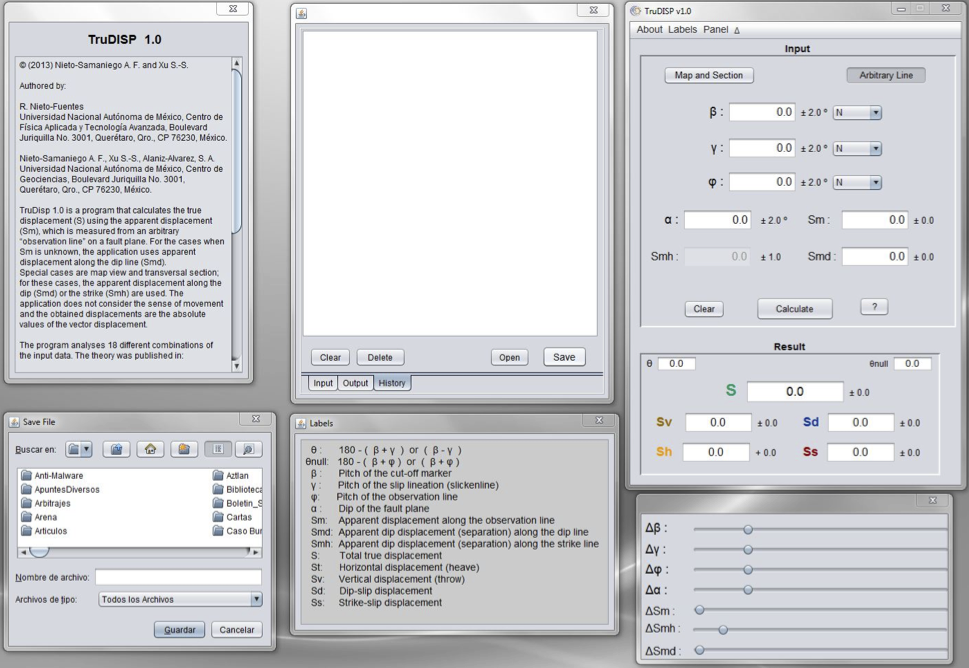 TruDISP 1.0
© (2013) Nieto-Samaniego A. F. and Xu S.-S.
Authored by:
R. Nieto-Fuentes
Universidad Nacional Autónoma de México, Centro de
Física Aplicada y Tecnología Avanzada, Boulevard
Juriquilla No. 3001, Querétaro, Qro., CP 76230, México.
Nieto-Samaniego A. F., Xu S.-S., Alaniz-Alvarez, S. A.
Universidad Nacional Autónoma de México, Centro de
Geociencias, Boulevard Juriquilla No. 3001,
Querétaro, Qro., CP 76230, México.
TruDisp 1.0 is a program that calculates the true
displacement (S) using the apparent displacement
(Sm), which is measured from an arbitrary
"observation line" on a fault plane. For the cases when
Sm is unknown, the application uses apparent
displacement along the dip line (Smd).
Special cases are map view and transversal section;
for these cases, the apparent displacement along the
dip (Smd) or the strike (Smh) are used. The
application does not consider the sense of movement
and the obtained displacements are the absolute
values of the vector displacement.
The program analyses 18 different combinations of
the input data. The theory was published in:
Clear Delete Open Save
Input Output History
TruDISP v1.0
About Labels Panel Δ
Input
Map and Section Arbitrary Line
β : 0.0 ± 2.0 º N
γ : 0.0 ± 2.0 º N
φ : 0.0 ± 2.0 º N
α : 0.0 ± 2.0 º Sm : 0.0 ± 0.0
Smh : 0.0 ± 1.0 Smd : 0.0 ± 0.0
Clear Calculate ?
Result
θ 0.0 θnull 0.0
S 0.0 ± 0.0
Sv 0.0 ± 0.0 Sd 0.0 ± 0.0
Sh 0.0 + 0.0 Ss 0.0 ± 0.0
Save File
Buscar en:
Anti-Malware Aztlan
ApuntesDiversos Biblioteca
Arbitrajes Boletin_S
Arena Cartas
Articulos Caso Bur
Nombre de archivo:
Archivos de tipo: Todos los Archivos
Guardar Cancelar
Labels
θ : 180 - ( β + γ ) or ( β - γ )
θnull: 180 - ( β + φ ) or ( β + φ )
β : Pitch of the cut-off marker
γ : Pitch of the slip lineation (slickenline)
φ: Pitch of the observation line
α : Dip of the fault plane
Sm: Apparent displacement along the observation line
Smd: Apparent dip displacement (separation) along the dip line
Smh: Apparent dip displacement (separation) along the strike line
S: Total true displacement
St: Horizontal displacement (heave)
Sv: Vertical displacement (throw)
Sd: Dip-slip displacement
Ss: Strike-slip displacement
Δβ :
Δγ :
Δφ :
Δα :
ΔSm :
ΔSmh :
ΔSmd :